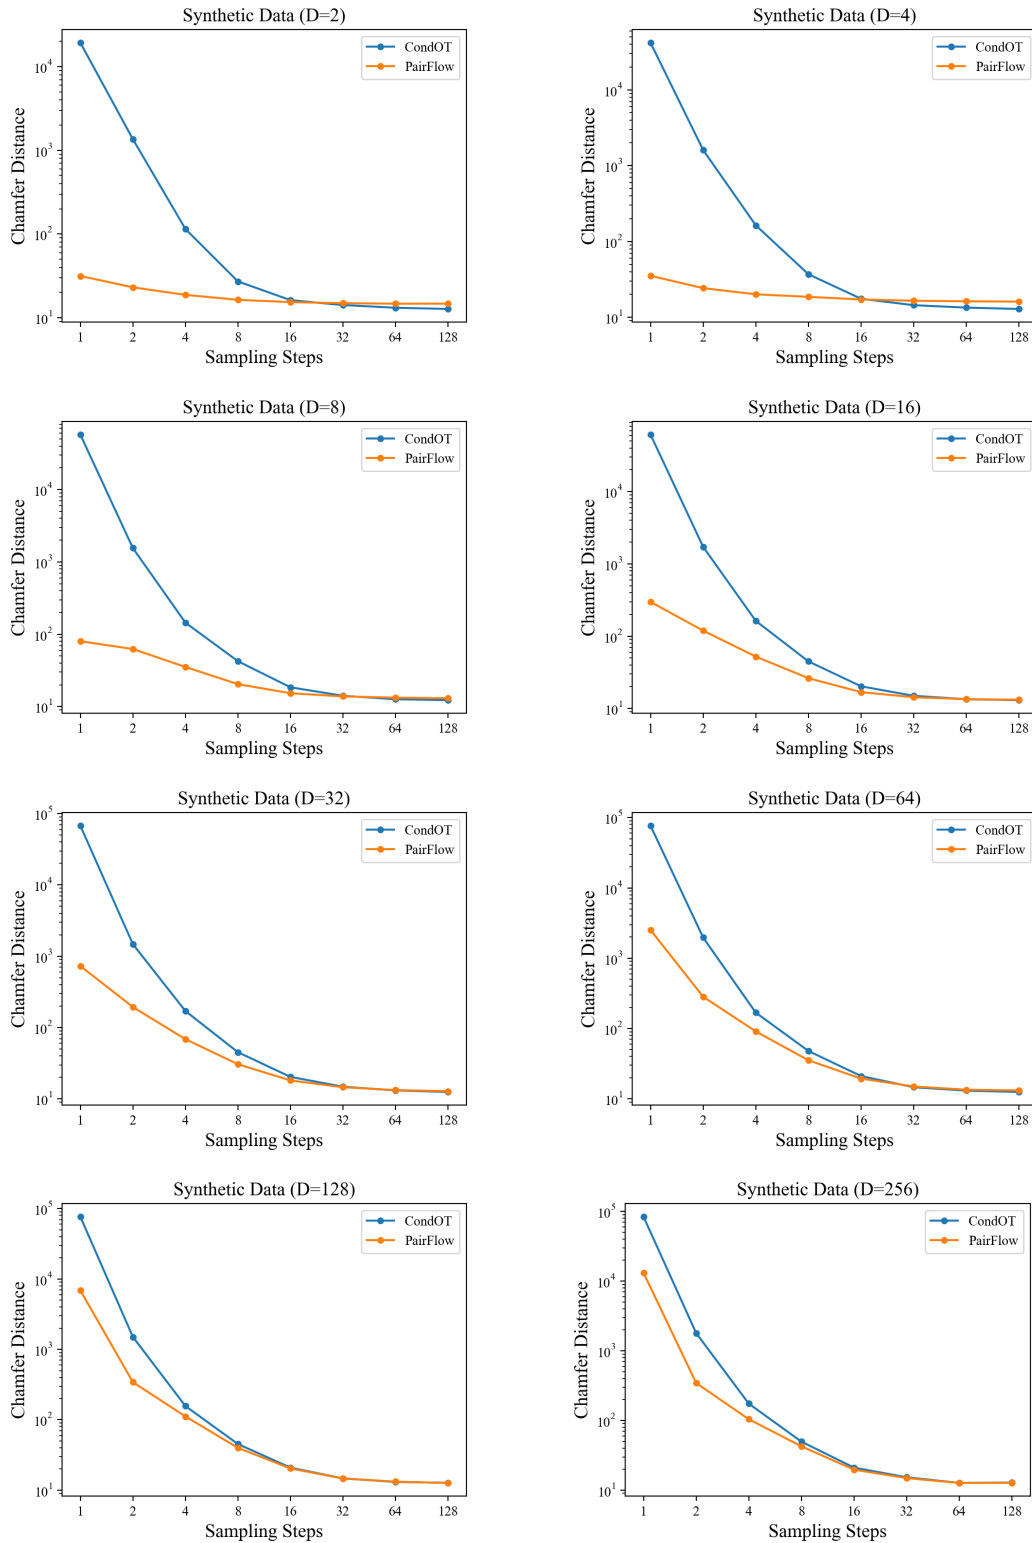 Synthetic Data (D=2)
Chamfer Distance
10^4
10^3
10^2
10^1
CondOT
PairFlow
1 2 4 8 16 32 64 128
Sampling Steps
Synthetic Data (D=4)
Chamfer Distance
10^4
10^3
10^2
10^1
CondOT
PairFlow
1 2 4 8 16 32 64 128
Sampling Steps
Synthetic Data (D=8)
Chamfer Distance
10^4
10^3
10^2
10^1
CondOT
PairFlow
1 2 4 8 16 32 64 128
Sampling Steps
Synthetic Data (D=16)
Chamfer Distance
10^4
10^3
10^2
10^1
CondOT
PairFlow
1 2 4 8 16 32 64 128
Sampling Steps
Synthetic Data (D=32)
Chamfer Distance
10^5
10^4
10^3
10^2
10^1
CondOT
PairFlow
1 2 4 8 16 32 64 128
Sampling Steps
Synthetic Data (D=64)
Chamfer Distance
10^5
10^4
10^3
10^2
10^1
CondOT
PairFlow
1 2 4 8 16 32 64 128
Sampling Steps
Synthetic Data (D=128)
Chamfer Distance
10^5
10^4
10^3
10^2
10^1
CondOT
PairFlow
1 2 4 8 16 32 64 128
Sampling Steps
Synthetic Data (D=256)
Chamfer Distance
10^5
10^4
10^3
10^2
10^1
CondOT
PairFlow
1 2 4 8 16 32 64 128
Sampling Steps